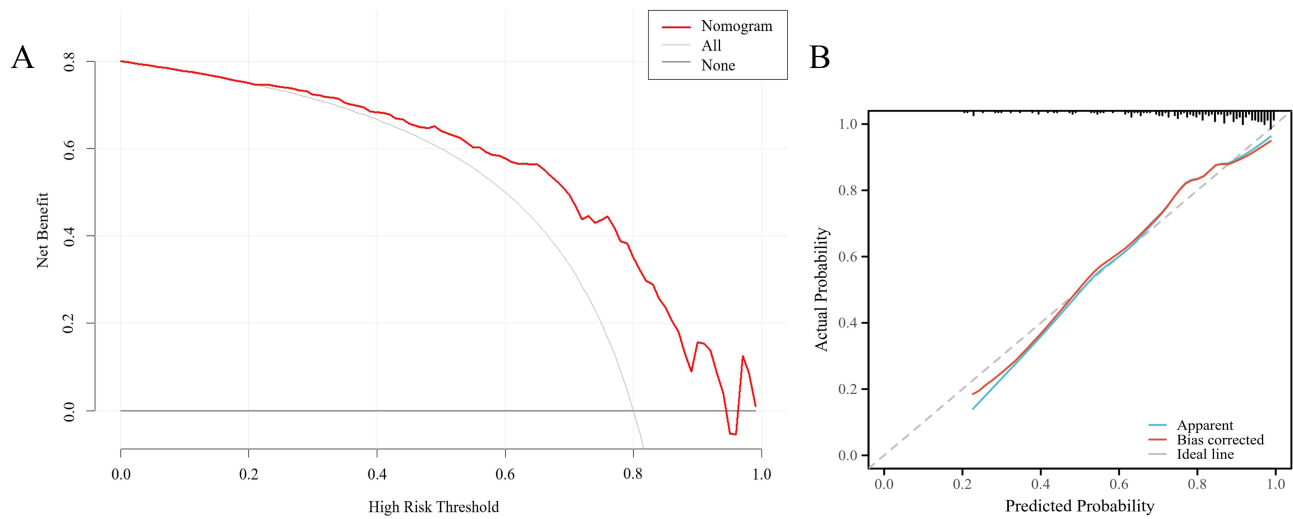 A
Nomogram
All
None
0.8
0.6
0.4
0.2
0.0
Net Benefit
0.0 0.2 0.4 0.6 0.8 1.0
High Risk Threshold
B
1.0
0.8
0.6
0.4
0.2
0.0
Actual Probability
Apparent
Bias corrected
Ideal line
0.0 0.2 0.4 0.6 0.8 1.0
Predicted Probability